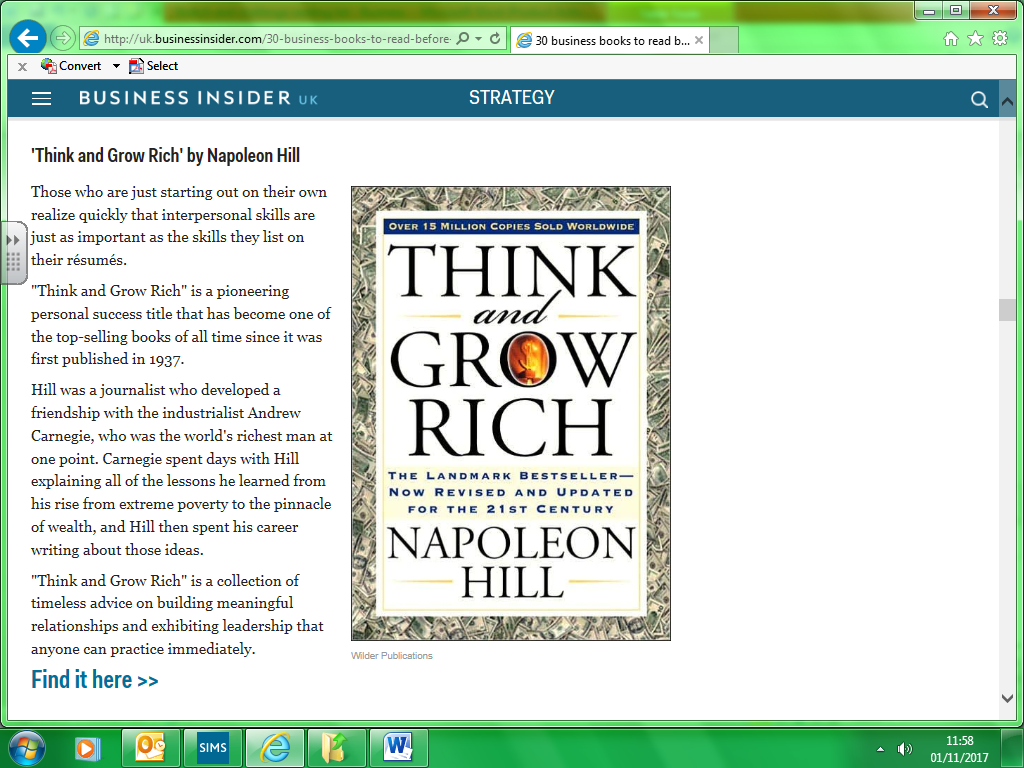 http://uk.businessinsider.com/30-business-books-to-read-before-
30 business books to read b...
Convert
Select
BUSINESS INSIDER UK
STRATEGY
'Think and Grow Rich' by Napoleon Hill
Those who are just starting out on their own
realize quickly that interpersonal skills are
just as important as the skills they list on
their résumés.
"Think and Grow Rich" is a pioneering
personal success title that has become one of
the top-selling books of all time since it was
first published in 1937.
Hill was a journalist who developed a
friendship with the industrialist Andrew
Carnegie, who was the world's richest man at
one point. Carnegie spent days with Hill
explaining all of the lessons he learned from
his rise from extreme poverty to the pinnacle
of wealth, and Hill then spent his career
writing about those ideas.
"Think and Grow Rich" is a collection of
timeless advice on building meaningful
relationships and exhibiting leadership that
anyone can practice immediately.
Find it here >>
OVER 15 MILLION COPIES SOLD WORLDWIDE
THINK
and
GROW
RICH
THE LANDMARK BESTSELLER—
NOW REVISED AND UPDATED
FOR THE 21ST CENTURY
NAPOLEON
HILL
Wilder Publications
SIMS
11:58
01/11/2017